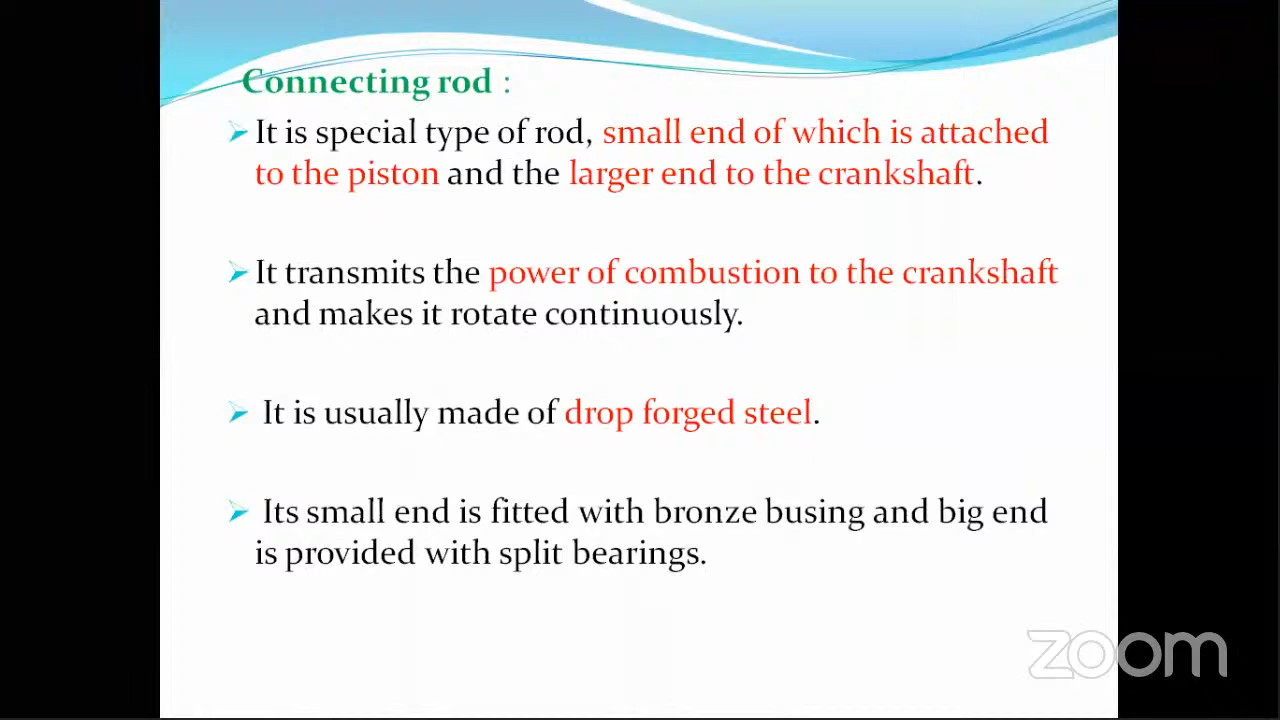 Connecting rod :
➢ It is special type of rod, small end of which is attached
to the piston and the larger end to the crankshaft.
➢ It transmits the power of combustion to the crankshaft
and makes it rotate continuously.
➢ It is usually made of drop forged steel.
➢ Its small end is fitted with bronze busing and big end
is provided with split bearings.
zoom